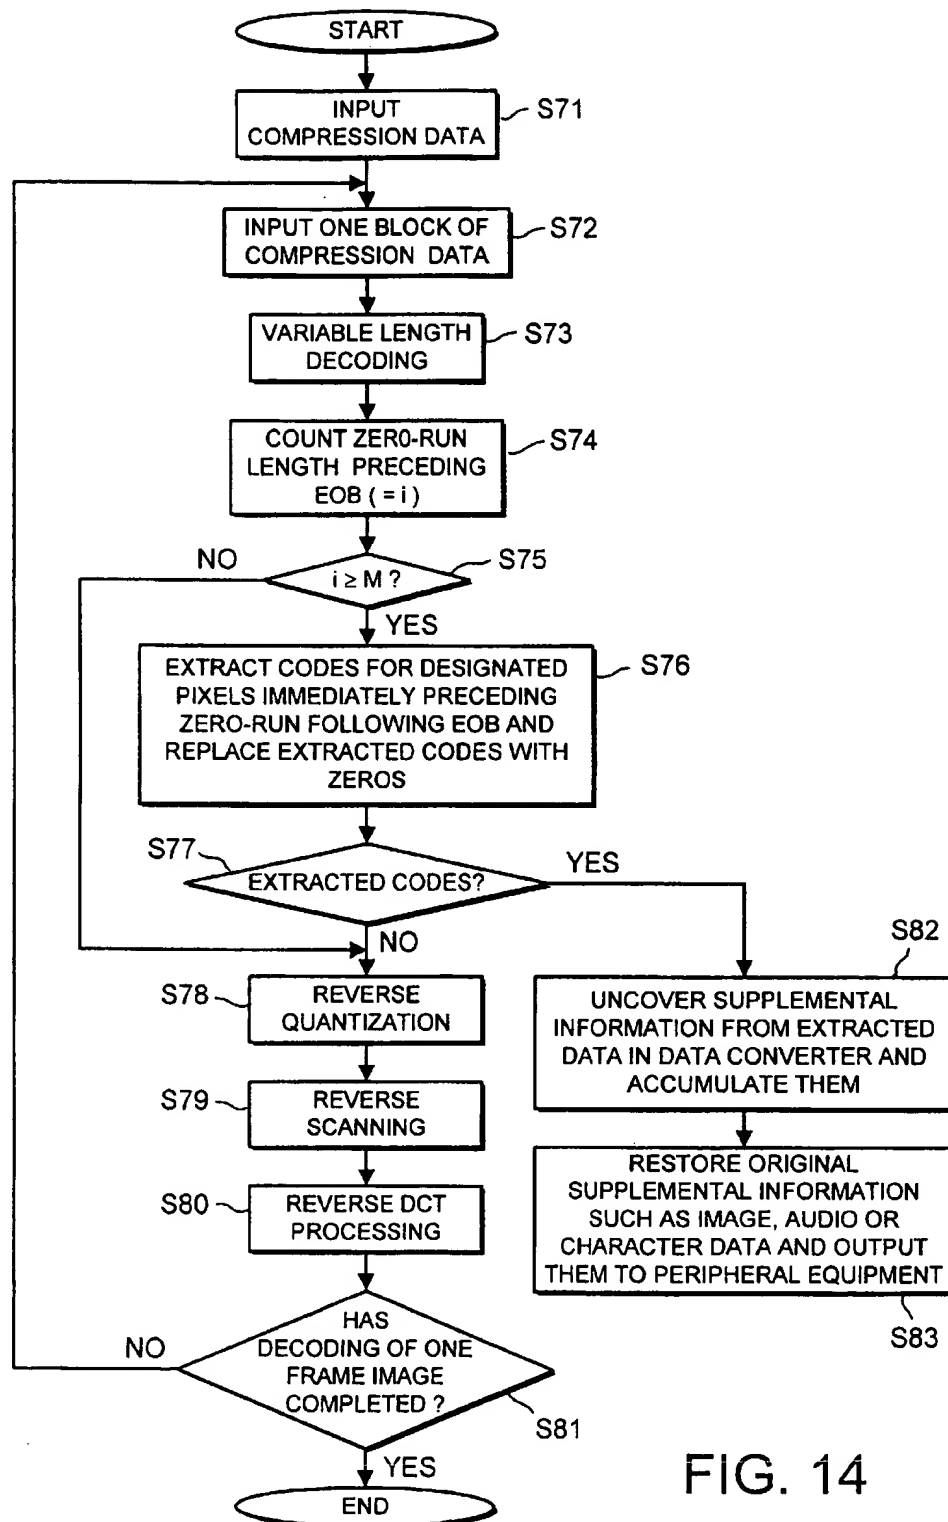 START
INPUT
COMPRESSION DATA
S71
INPUT ONE BLOCK OF
COMPRESSION DATA
S72
VARIABLE LENGTH
DECODING
S73
COUNT ZER0-RUN
LENGTH PRECEDING
EOB ( = i )
S74
NO
i ≥ M ?
S75
YES
EXTRACT CODES FOR DESIGNATED
PIXELS IMMEDIATELY PRECEDING
ZERO-RUN FOLLOWING EOB AND
REPLACE EXTRACTED CODES WITH
ZEROS
S76
S77
EXTRACTED CODES?
YES
NO
S78
REVERSE
QUANTIZATION
S79
REVERSE
SCANNING
S80
REVERSE DCT
PROCESSING
NO
HAS
DECODING OF ONE
FRAME IMAGE
COMPLETED ?
S81
YES
END
S82
UNCOVER SUPPLEMENTAL
INFORMATION FROM EXTRACTED
DATA IN DATA CONVERTER AND
ACCUMULATE THEM
RESTORE ORIGINAL
SUPPLEMENTAL INFORMATION
SUCH AS IMAGE, AUDIO OR
CHARACTER DATA AND OUTPUT
THEM TO PERIPHERAL EQUIPMENT
S83
FIG. 14